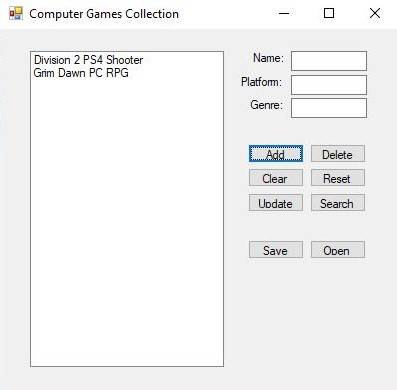 Computer Games Collection
Division 2 PS4 Shooter
Grim Dawn PC RPG
Name:
Platform:
Genre:
Add Delete
Clear Reset
Update Search
Save Open